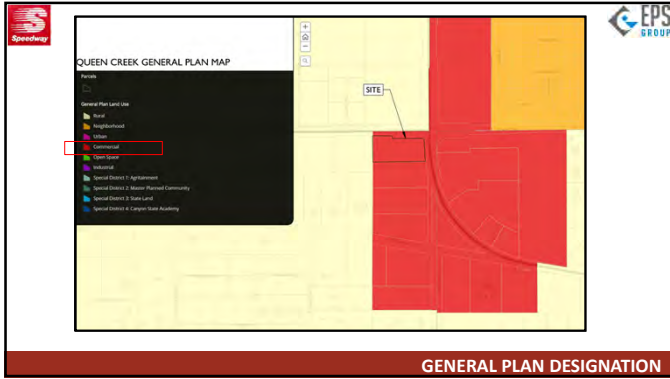 S
Speedway
EPS
GROUP
QUEEN CREEK GENERAL PLAN MAP
Parcels
General Plan Land Use
Rural
Neighborhood
Urban
Commercial
Open Space
Industrial
Special District 1: Agritainment
Special District 2: Master Planned Community
Special District 3: State Land
Special District 4: Canyon State Academy
+
−
SITE
GENERAL PLAN DESIGNATION